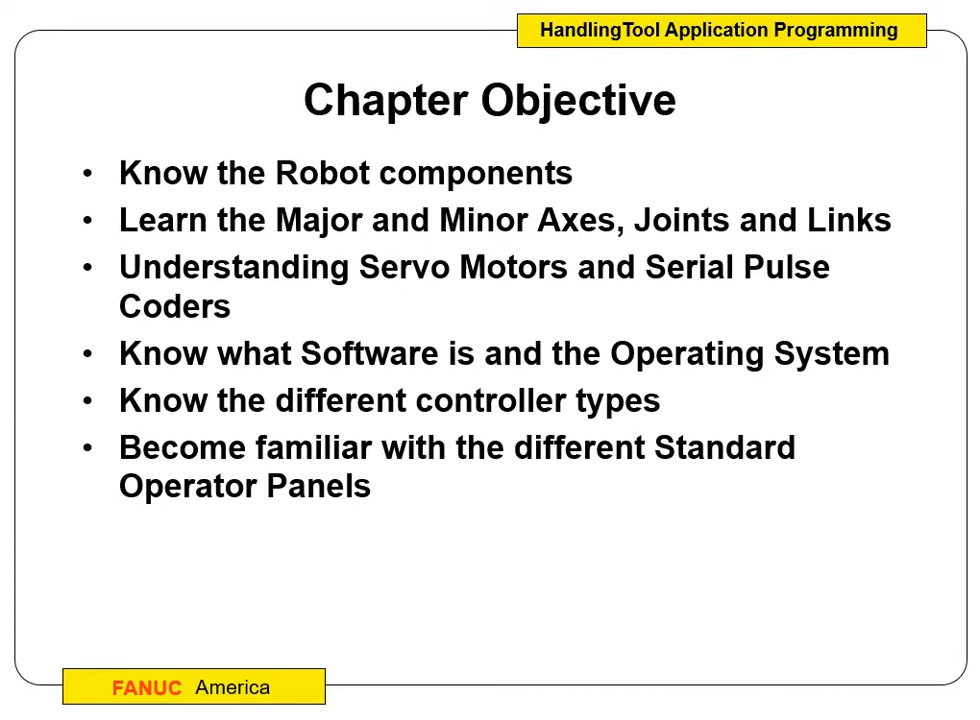 HandlingTool Application Programming
Chapter Objective
• Know the Robot components
• Learn the Major and Minor Axes, Joints and Links
• Understanding Servo Motors and Serial Pulse
Coders
• Know what Software is and the Operating System
• Know the different controller types
• Become familiar with the different Standard
Operator Panels
FANUC America